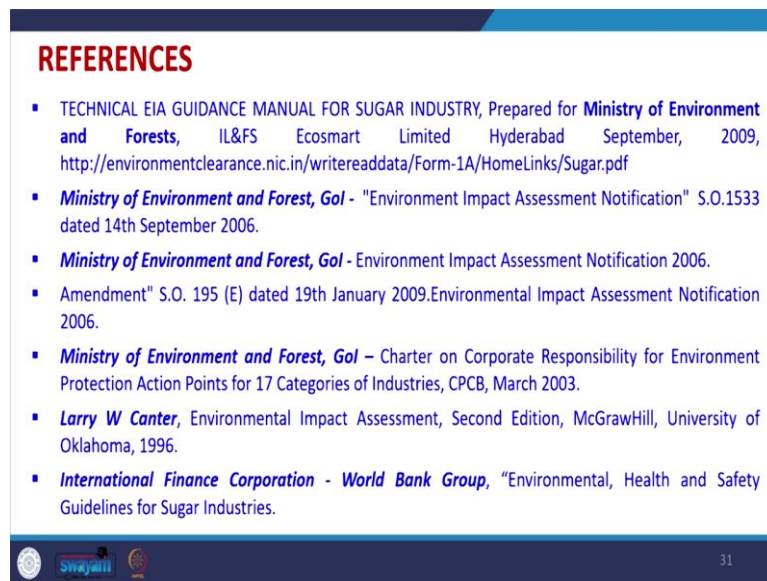 REFERENCES
▪ TECHNICAL EIA GUIDANCE MANUAL FOR SUGAR INDUSTRY, Prepared for Ministry of Environment
and Forests, IL&FS Ecosmart Limited Hyderabad September, 2009,
http://environmentclearance.nic.in/writereaddata/Form-1A/HomeLinks/Sugar.pdf
▪ Ministry of Environment and Forest, GoI - "Environment Impact Assessment Notification" S.O.1533
dated 14th September 2006.
▪ Ministry of Environment and Forest, GoI - Environment Impact Assessment Notification 2006.
▪ Amendment" S.O. 195 (E) dated 19th January 2009.Environmental Impact Assessment Notification
2006.
▪ Ministry of Environment and Forest, GoI – Charter on Corporate Responsibility for Environment
Protection Action Points for 17 Categories of Industries, CPCB, March 2003.
▪ Larry W Canter, Environmental Impact Assessment, Second Edition, McGrawHill, University of
Oklahoma, 1996.
▪ International Finance Corporation - World Bank Group, “Environmental, Health and Safety
Guidelines for Sugar Industries.
swayam
31